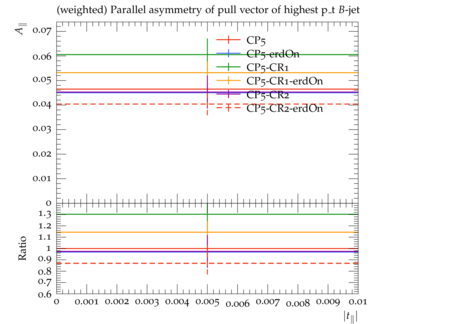 (weighted) Parallel asymmetry of pull vector of highest p_t B-jet
A∥
0.07
0.06
0.05
0.04
0.03
0.02
0.01
0
CP5
CP5-erdOn
CP5-CR1
CP5-CR1-erdOn
CP5-CR2
CP5-CR2-erdOn
Ratio
1.3
1.2
1.1
1
0.9
0.8
0.7
0.6
0 0.001 0.002 0.003 0.004 0.005 0.006 0.007 0.008 0.009 0.01
|t∥|